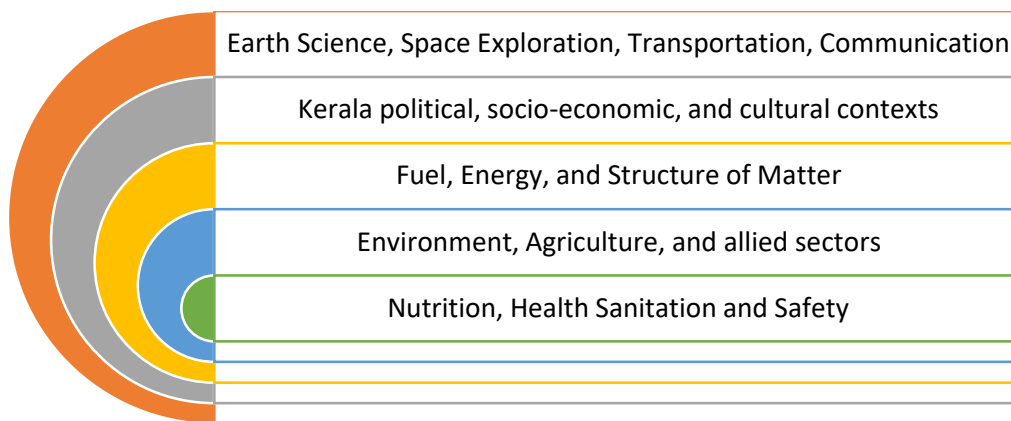 Earth Science, Space Exploration, Transportation, Communication
Kerala political, socio-economic, and cultural contexts
Fuel, Energy, and Structure of Matter
Environment, Agriculture, and allied sectors
Nutrition, Health Sanitation and Safety